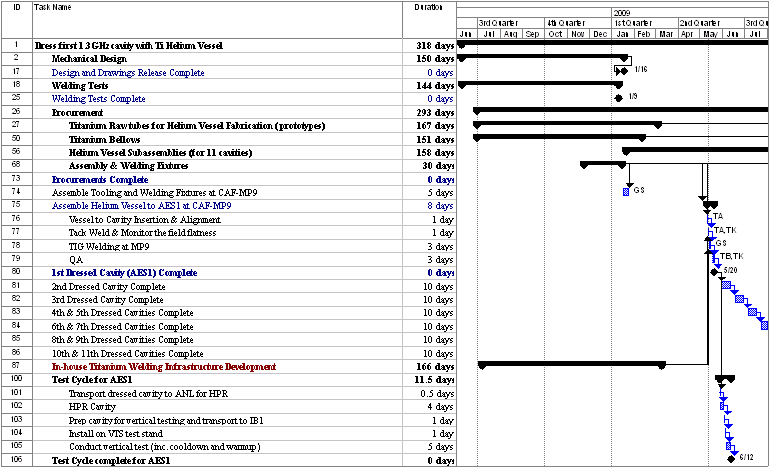 ID Task Name Duration
2009
3rd Quarter 4th Quarter 1st Quarter 2nd Quarter 3rd
Jun Jul Aug Sep Oct Nov Dec Jan Feb Mar Apr May Jun Jul
1 Dress first 1.3 GHz cavity with Ti Helium Vessel 318 days
2 Mechanical Design 150 days
17 Design and Drawings Release Complete 0 days 1/16
18 Welding Tests 144 days
25 Welding Tests Complete 0 days 1/9
26 Procurement 293 days
27 Titanium Raw tubes for Helium Vessel Fabrication (prototypes) 167 days
50 Titanium Bellows 151 days
56 Helium Vessel Subassemblies (for 11 cavities) 158 days
68 Assembly & Welding Fixtures 30 days
73 Procurements Complete 0 days
74 Assemble Tooling and Welding Fixtures at CAF-MP9 5 days GS
75 Assemble Helium Vessel to AES1 at CAF-MP9 8 days
76 Vessel to Cavity Insertion & Alignment 1 day TA
77 Tack Weld & Monitor the field flatness 1 day TA,TK
78 TIG Welding at MP9 3 days GS
79 QA 3 days TB,TK
80 1st Dressed Cavity (AES1) Complete 0 days 5/20
81 2nd Dressed Cavity Complete 10 days
82 3rd Dressed Cavity Complete 10 days
83 4th & 5th Dressed Cavities Complete 10 days
84 6th & 7th Dressed Cavities Complete 10 days
85 8th & 9th Dressed Cavities Complete 10 days
86 10th & 11th Dressed Cavities Complete 10 days
87 In-house Titanium Welding Infrastructure Development 166 days
100 Test Cycle for AES1 11.5 days
101 Transport dressed cavity to ANL for HPR 0.5 days
102 HPR Cavity 4 days
103 Prep cavity for vertical testing and transport to IB1 1 day
104 Install on VTS test stand 1 day
105 Conduct vertical test (inc. cooldown and warmup) 5 days
106 Test Cycle complete for AES1 0 days 6/12